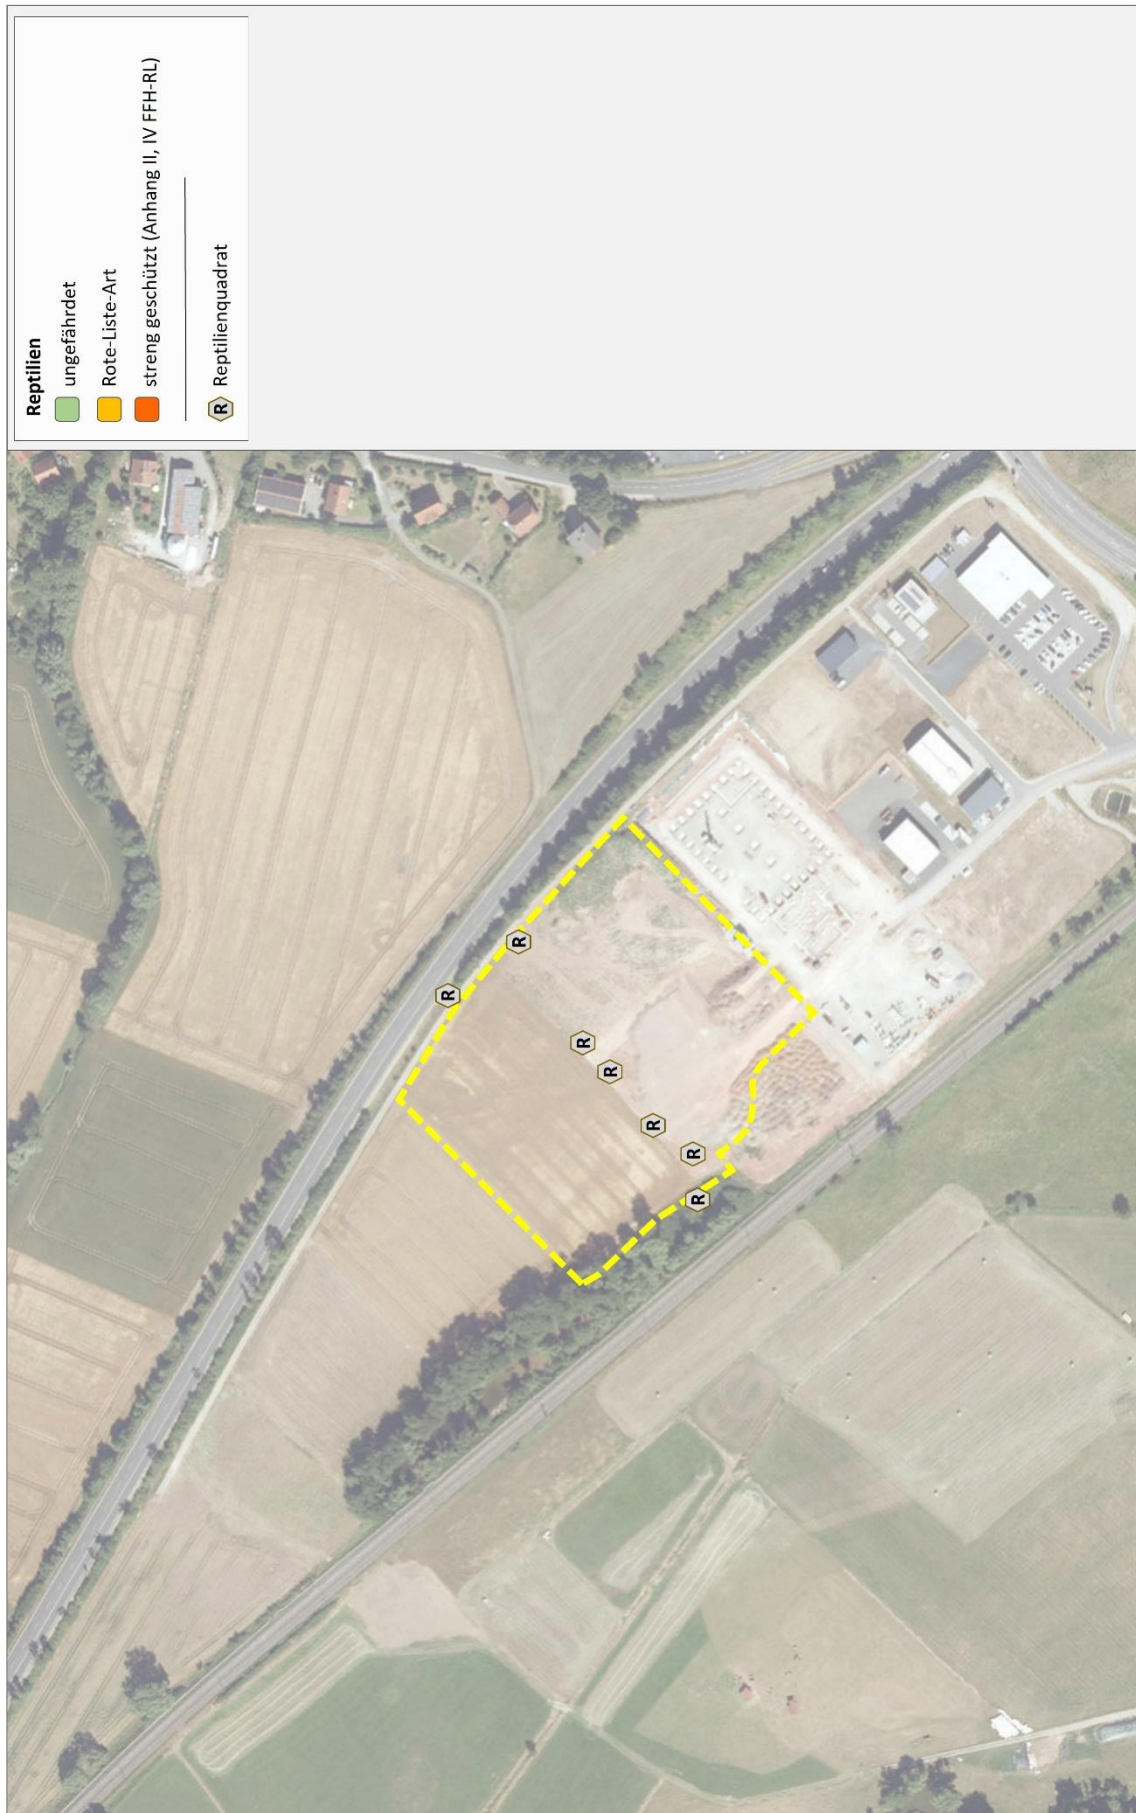 Reptilien
ungefährdet
Rote-Liste-Art
streng geschützt (Anhang II, IV FFH-RL)
R Reptilienquadrat
R
R
R
R
R
R
R